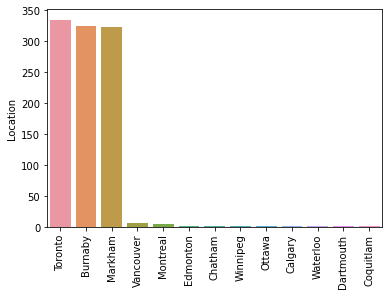 350
300
250
200
150
100
50
0
Location
Toronto
Burnaby
Markham
Vancouver
Montreal
Edmonton
Chatham
Winnipeg
Ottawa
Calgary
Waterloo
Dartmouth
Coquitlam